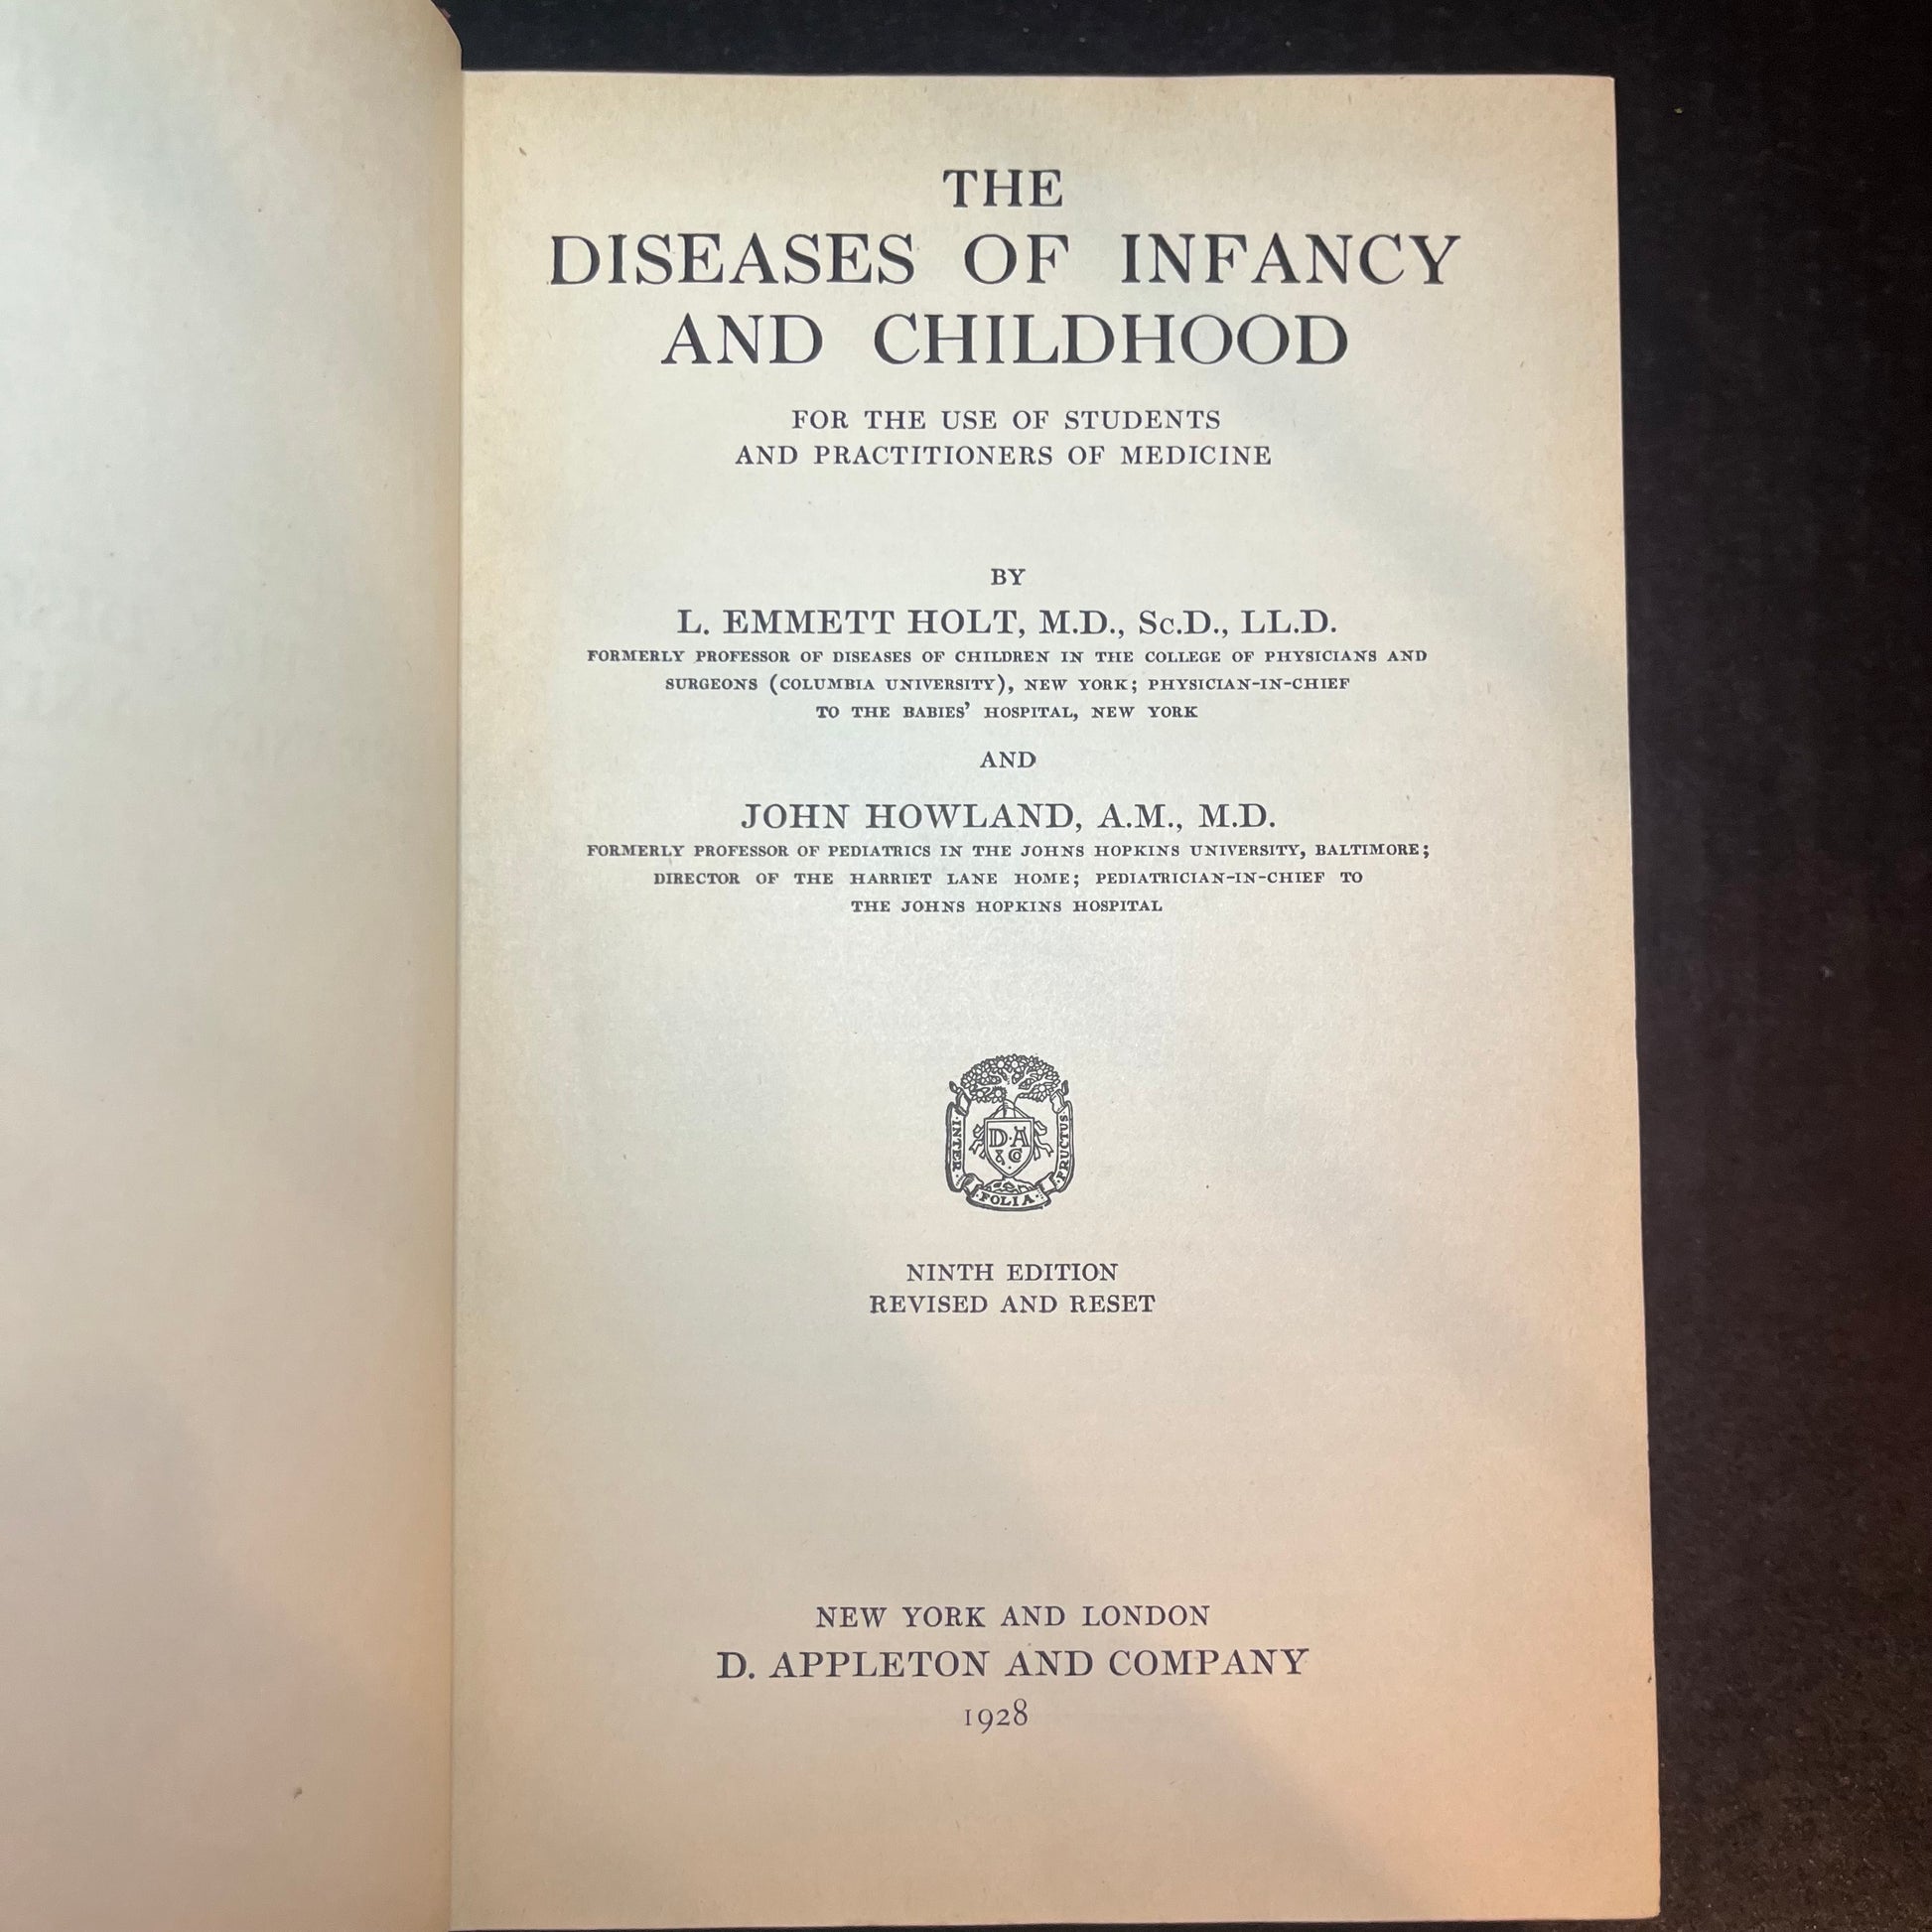 THE
DISEASES OF INFANCY
AND CHILDHOOD
FOR THE USE OF STUDENTS
AND PRACTITIONERS OF MEDICINE
BY
L. EMMETT HOLT, M.D., Sc.D., LL.D.
FORMERLY PROFESSOR OF DISEASES OF CHILDREN IN THE COLLEGE OF PHYSICIANS AND
SURGEONS (COLUMBIA UNIVERSITY), NEW YORK; PHYSICIAN-IN-CHIEF
TO THE BABIES' HOSPITAL, NEW YORK
AND
JOHN HOWLAND, A.M., M.D.
FORMERLY PROFESSOR OF PEDIATRICS IN THE JOHNS HOPKINS UNIVERSITY, BALTIMORE;
DIRECTOR OF THE HARRIET LANE HOME; PEDIATRICIAN-IN-CHIEF TO
THE JOHNS HOPKINS HOSPITAL
D·A
& Co
·INTER·
·FOLIA·
FRUCTUS
NINTH EDITION
REVISED AND RESET
NEW YORK AND LONDON
D. APPLETON AND COMPANY
1928